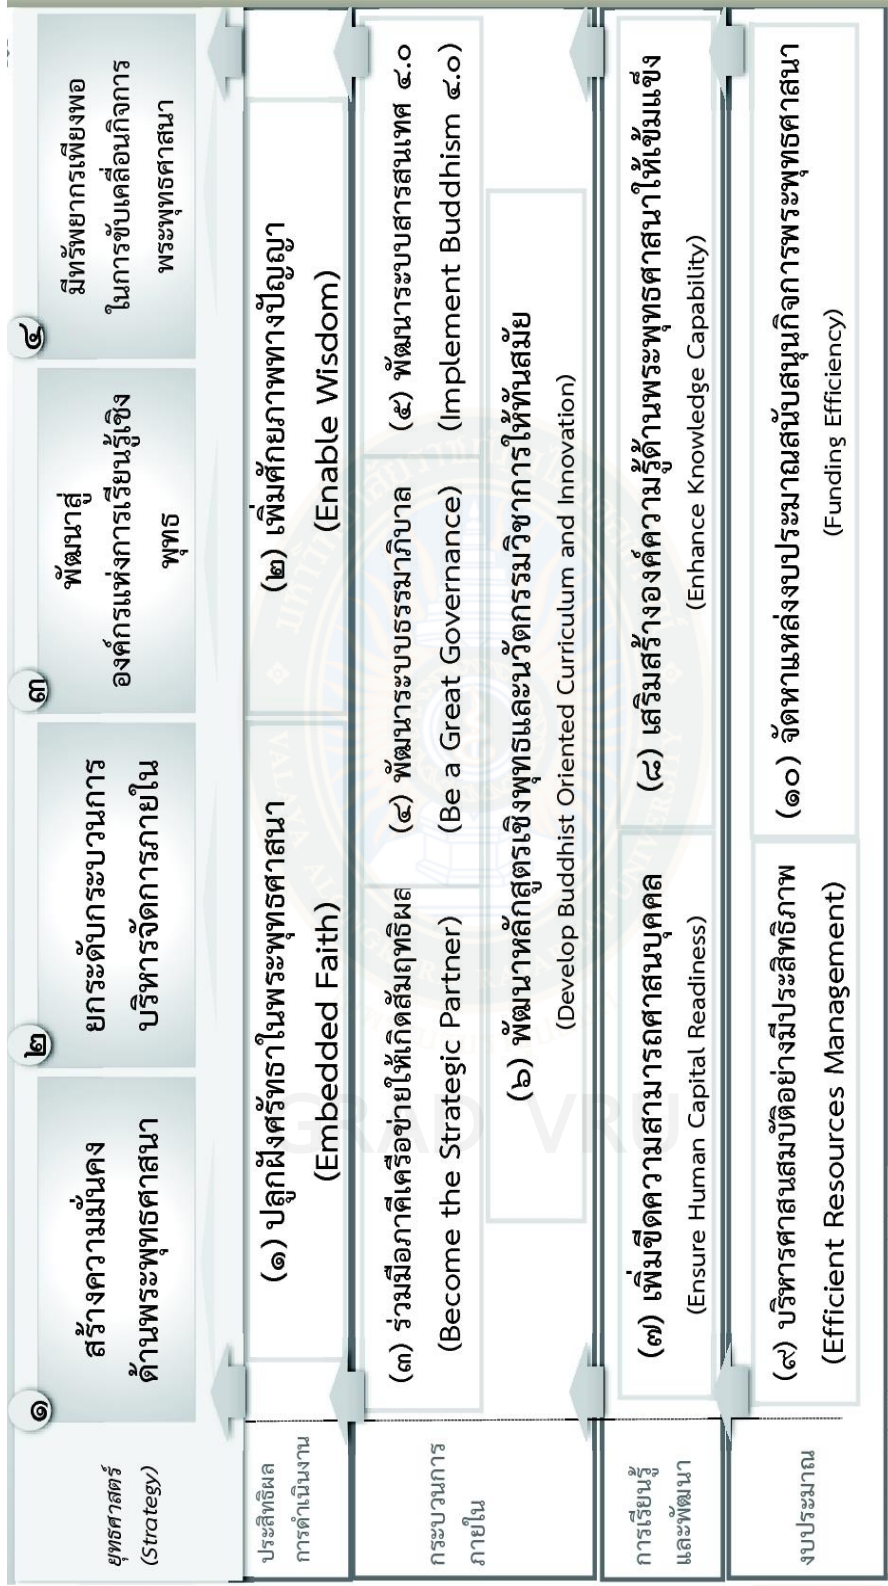 ยุทธศาสตร์
(Strategy)
๑
สร้างความมั่นคง
ด้านพระพุทธศาสนา
๒
ยกระดับกระบวนการ
บริหารจัดการภายใน
๓
พัฒนาสู่
องค์กรแห่งการเรียนรู้เชิง
พุทธ
๔
มีทรัพยากรเพียงพอ
ในการขับเคลื่อนกิจการ
พระพุทธศาสนา
ประสิทธิผล
การดำเนินงาน
(๑) ปลูกฝังศรัทธาในพระพุทธศาสนา
(Embedded Faith)
(๒) เพิ่มศักยภาพทางปัญญา
(Enable Wisdom)
กระบวนการ
ภายใน
(๓) ร่วมมือภาคีเครือข่ายให้เกิดสัมฤทธิผล
(Become the Strategic Partner)
(๔) พัฒนาระบบธรรมาภิบาล
(Be a Great Governance)
(๕) พัฒนาระบบสารสนเทศ ๔.๐
(Implement Buddhism ๔.๐)
(๖) พัฒนาหลักสูตรเชิงพุทธและนวัตกรรมวิชาการให้ทันสมัย
(Develop Buddhist Oriented Curriculum and Innovation)
การเรียนรู้
และพัฒนา
(๗) เพิ่มขีดความสามารถศาสนบุคคล
(Ensure Human Capital Readiness)
(๘) เสริมสร้างองค์ความรู้ด้านพระพุทธศาสนาให้เข้มแข็ง
(Enhance Knowledge Capability)
งบประมาณ
(๙) บริหารศาสนสมบัติอย่างมีประสิทธิภาพ
(Efficient Resources Management)
(๑๐) จัดหาแหล่งงบประมาณสนับสนุนกิจการพระพุทธศาสนา
(Funding Efficiency)
GRAD VRU